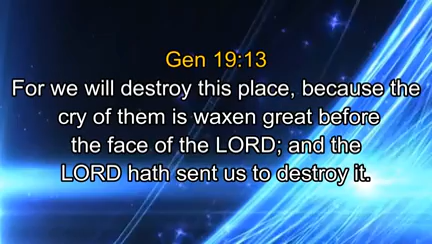 Gen 19:13
For we will destroy this place, because the
cry of them is waxen great before
the face of the LORD; and the
LORD hath sent us to destroy it.